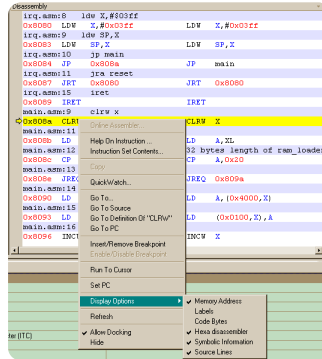 Disassembly
irq.asm:8 ldw X,#$03ff
0x8080 LDW X,#0x03ff LDW X,#0x03ff
irq.asm:9 ldw SP,X
0x8083 LDW SP,X LDW SP,X
irq.asm:10 jp main
0x8084 JP 0x808a JP main
irq.asm:11 jra reset
0x8087 JRT 0x8080 JRT 0x8080
irq.asm:15 iret
0x8089 IRET IRET
main.asm:9 clrw x
0x808a CLRW CLRW X
main.asm:11
0x808b LD LD A,XL
main.asm:12 32 bytes length of ram_loade
0x808c CP CP A,0x20
main.asm:13
0x808e JREQ JREQ 0x809a
main.asm:14
0x8090 LD LD A,(0x4000,X)
main.asm:15
0x8093 LD LD (0x0100,X),A
main.asm:16
0x8096 INCW INCW X
Online Assembler...
Help On Instruction ...
Instruction Set Contents...
Copy
QuickWatch...
Go To...
Go To Source
Go To Definition Of "CLRW"
Go To PC
Insert/Remove Breakpoint
Enable/Disable Breakpoint
Run To Cursor
Set PC
Display Options
Refresh
Allow Docking
Hide
Memory Address
Labels
Code Bytes
Hexa disassembler
Symbolic Information
Source Lines
(ITC)